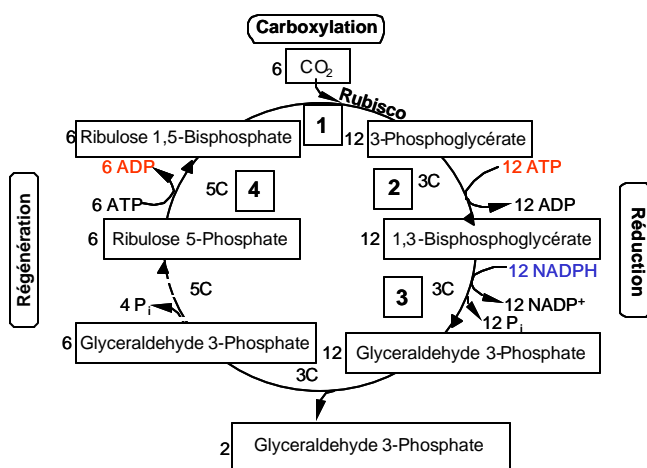 Carboxylation
6 CO2
Rubisco
6 Ribulose 1,5-Bisphosphate
1
12 3-Phosphoglycérate
6 ADP
5C
4
2
3C
12 ATP
6 ATP
12 ADP
Régénération
Réduction
6 Ribulose 5-Phosphate
12 1,3-Bisphosphoglycérate
12 NADPH
5C
3
3C
4 Pi
12 NADP+
12 Pi
6 Glyceraldehyde 3-Phosphate
12 Glyceraldehyde 3-Phosphate
3C
2 Glyceraldehyde 3-Phosphate